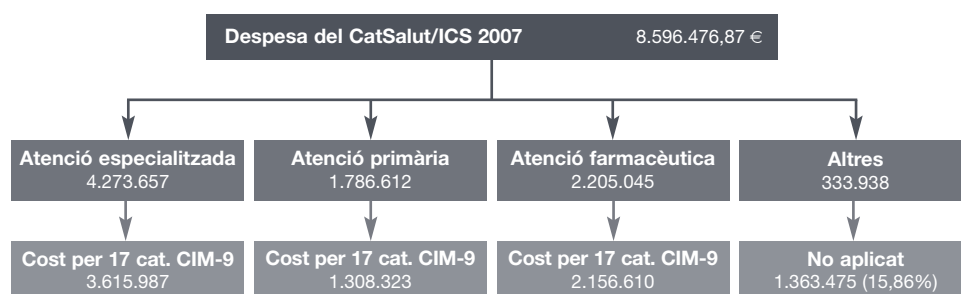 Despesa del CatSalut/ICS 2007 8.596.476,87 €
Atenció especialitzada
4.273.657
Atenció primària
1.786.612
Atenció farmacèutica
2.205.045
Altres
333.938
Cost per 17 cat. CIM-9
3.615.987
Cost per 17 cat. CIM-9
1.308.323
Cost per 17 cat. CIM-9
2.156.610
No aplicat
1.363.475 (15,86%)